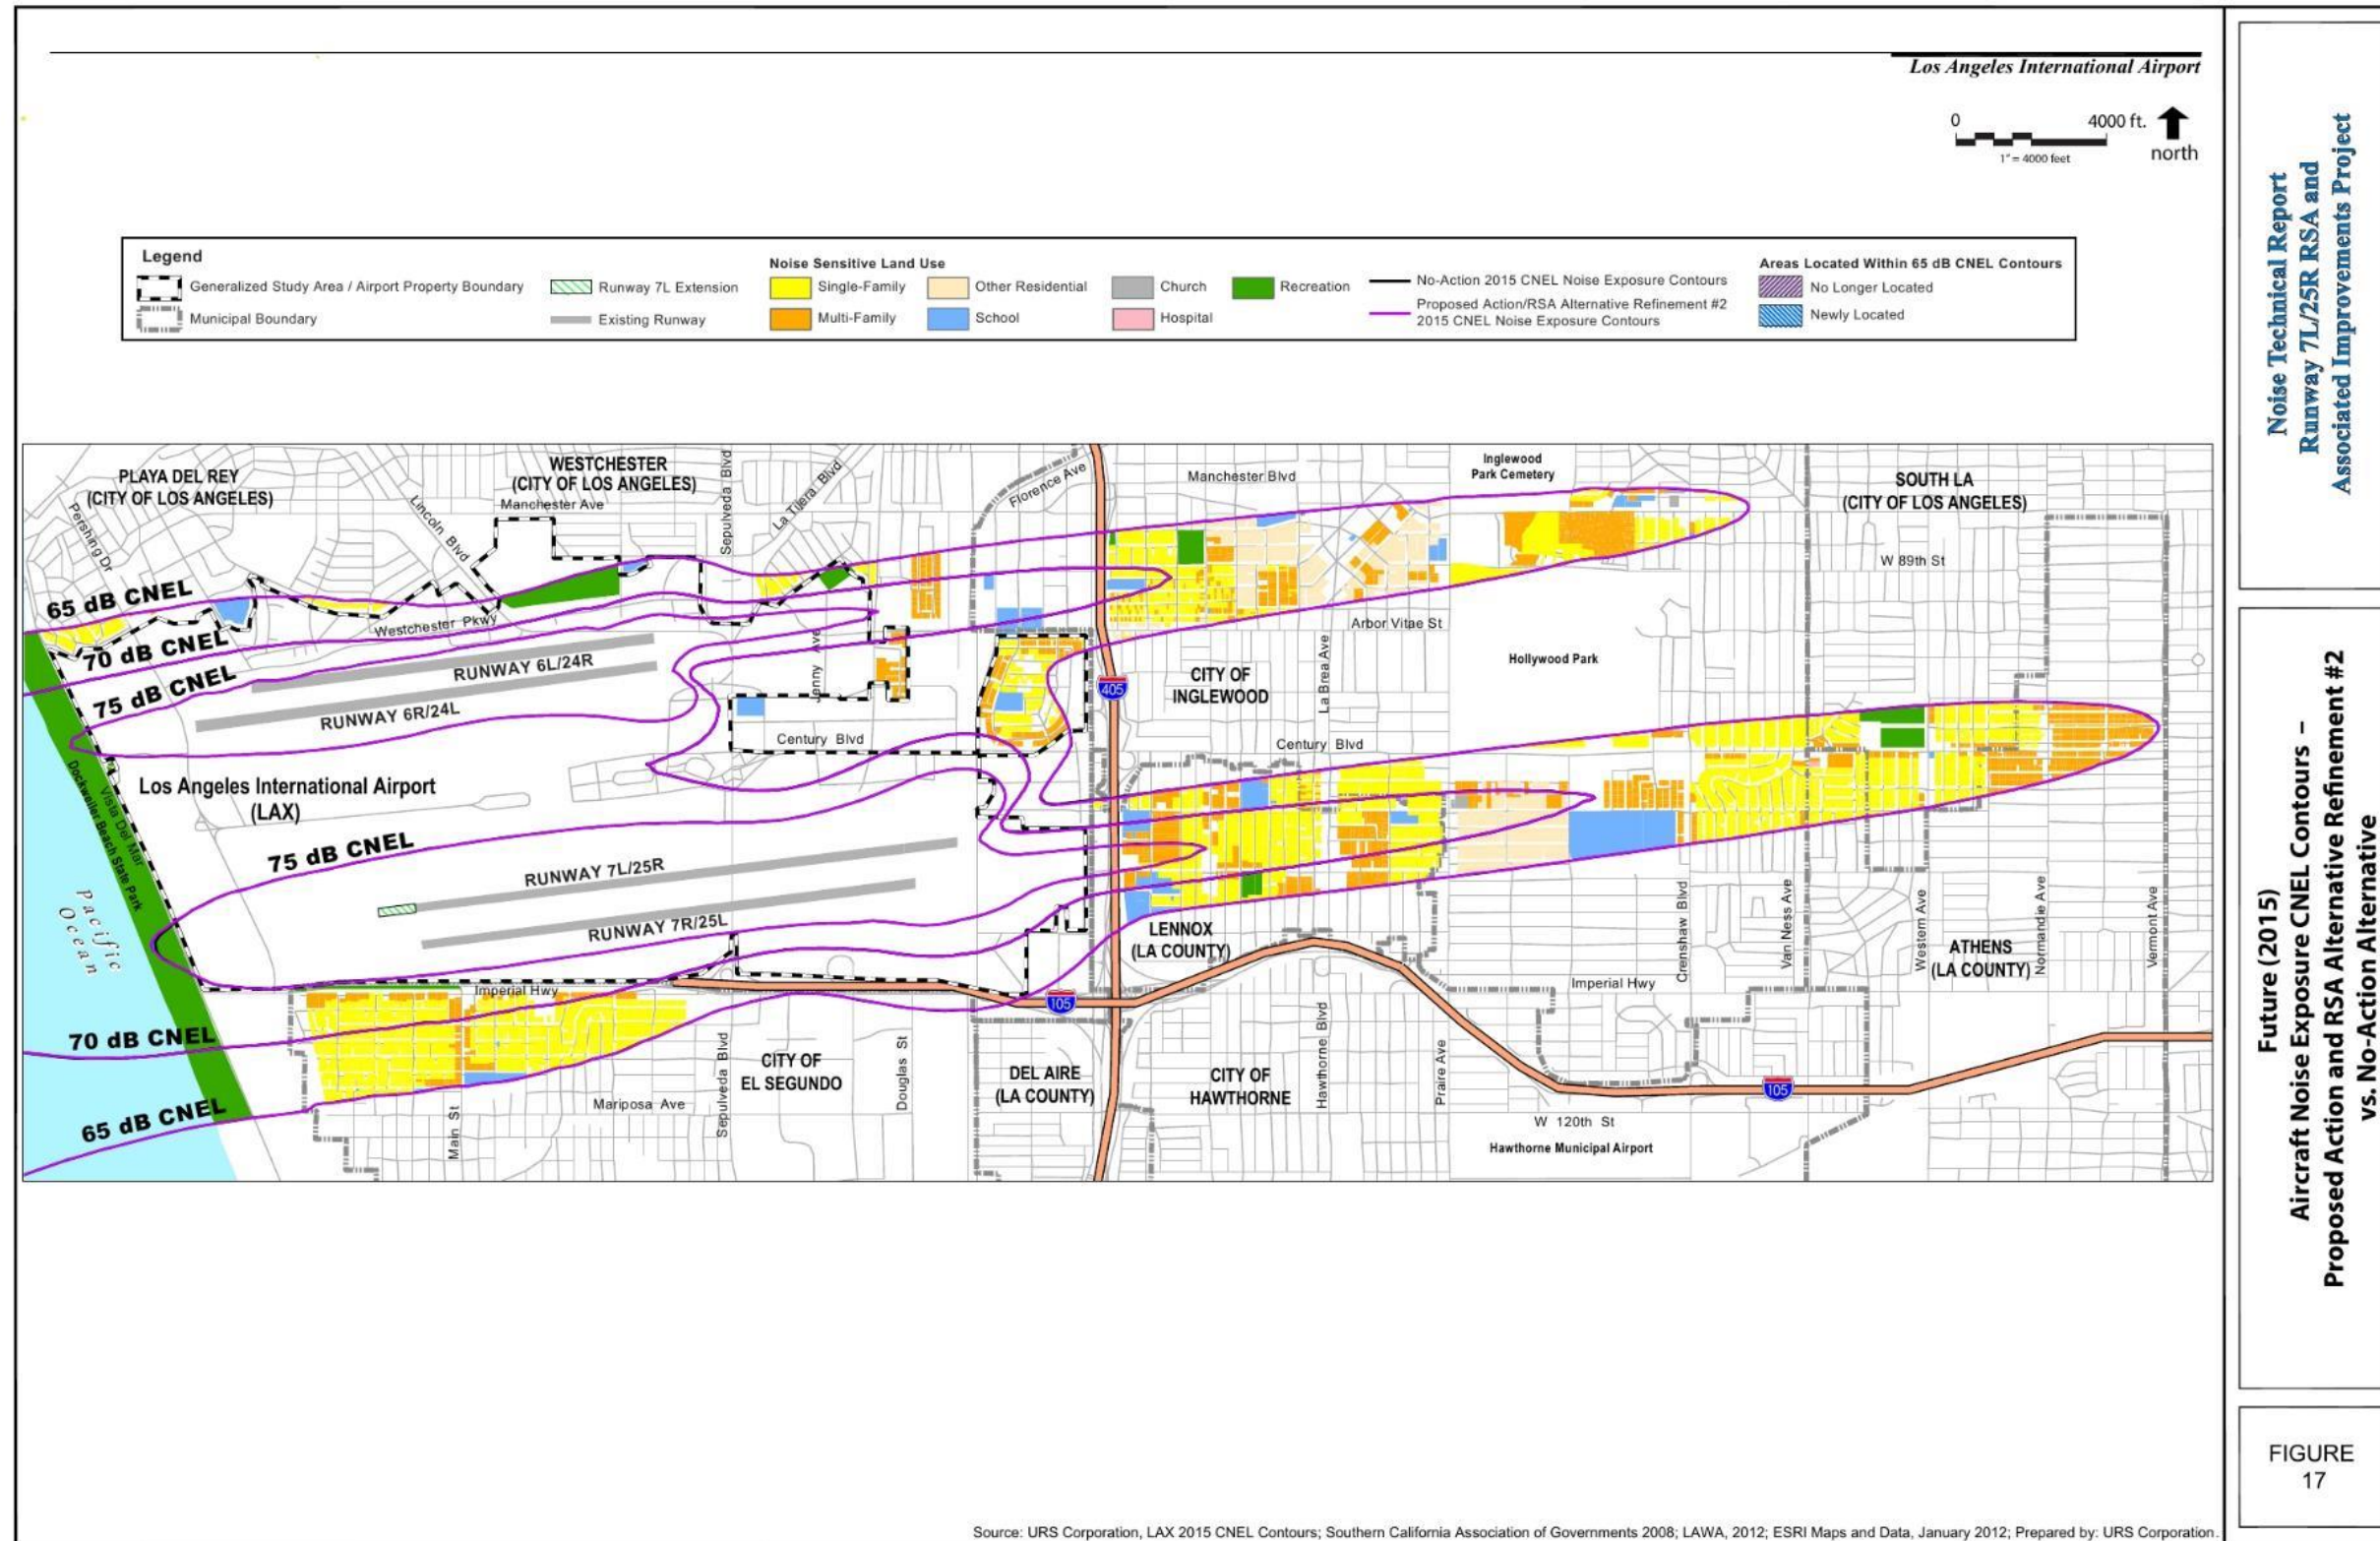 Los Angeles International Airport
0 4000 ft.
1" = 4000 feet
north
Legend
Generalized Study Area / Airport Property Boundary
Municipal Boundary
Runway 7L Extension
Existing Runway
Noise Sensitive Land Use
Single-Family
Multi-Family
Other Residential
School
Church
Hospital
Recreation
No-Action 2015 CNEL Noise Exposure Contours
Proposed Action/RSA Alternative Refinement #2
2015 CNEL Noise Exposure Contours
Areas Located Within 65 dB CNEL Contours
No Longer Located
Newly Located
PLAYA DEL REY
(CITY OF LOS ANGELES)
Pershing Dr
Lincoln Blvd
WESTCHESTER
(CITY OF LOS ANGELES)
Manchester Ave
Sepulveda Blvd
La Tijera Blvd
Florence Ave
Manchester Blvd
Inglewood
Park Cemetery
SOUTH LA
(CITY OF LOS ANGELES)
W 89th St
65 dB CNEL
70 dB CNEL
75 dB CNEL
Westchester Pkwy
RUNWAY 6L/24R
RUNWAY 6R/24L
Jenny Ave
Arbor Vitae St
405
CITY OF
INGLEWOOD
La Brea Ave
Hollywood Park
Century Blvd
Century Blvd
Los Angeles International Airport
(LAX)
Vista Del Mar
Dockweiler Beach State Park
Pacific
Ocean
75 dB CNEL
RUNWAY 7L/25R
RUNWAY 7R/25L
LENNOX
(LA COUNTY)
Crenshaw Blvd
Van Ness Ave
Western Ave
ATHENS
(LA COUNTY)
Normandie Ave
Vermont Ave
Imperial Hwy
Imperial Hwy
105
70 dB CNEL
65 dB CNEL
Main St
Mariposa Ave
Sepulveda Blvd
CITY OF
EL SEGUNDO
Douglas St
DEL AIRE
(LA COUNTY)
CITY OF
HAWTHORNE
Hawthorne Blvd
Praire Ave
105
W 120th St
Hawthorne Municipal Airport
Noise Technical Report
Runway 7L/25R RSA and
Associated Improvements Project
Future (2015)
Aircraft Noise Exposure CNEL Contours –
Proposed Action and RSA Alternative Refinement #2
vs. No-Action Alternative
FIGURE
17
Source: URS Corporation, LAX 2015 CNEL Contours; Southern California Association of Governments 2008; LAWA, 2012; ESRI Maps and Data, January 2012; Prepared by: URS Corporation.